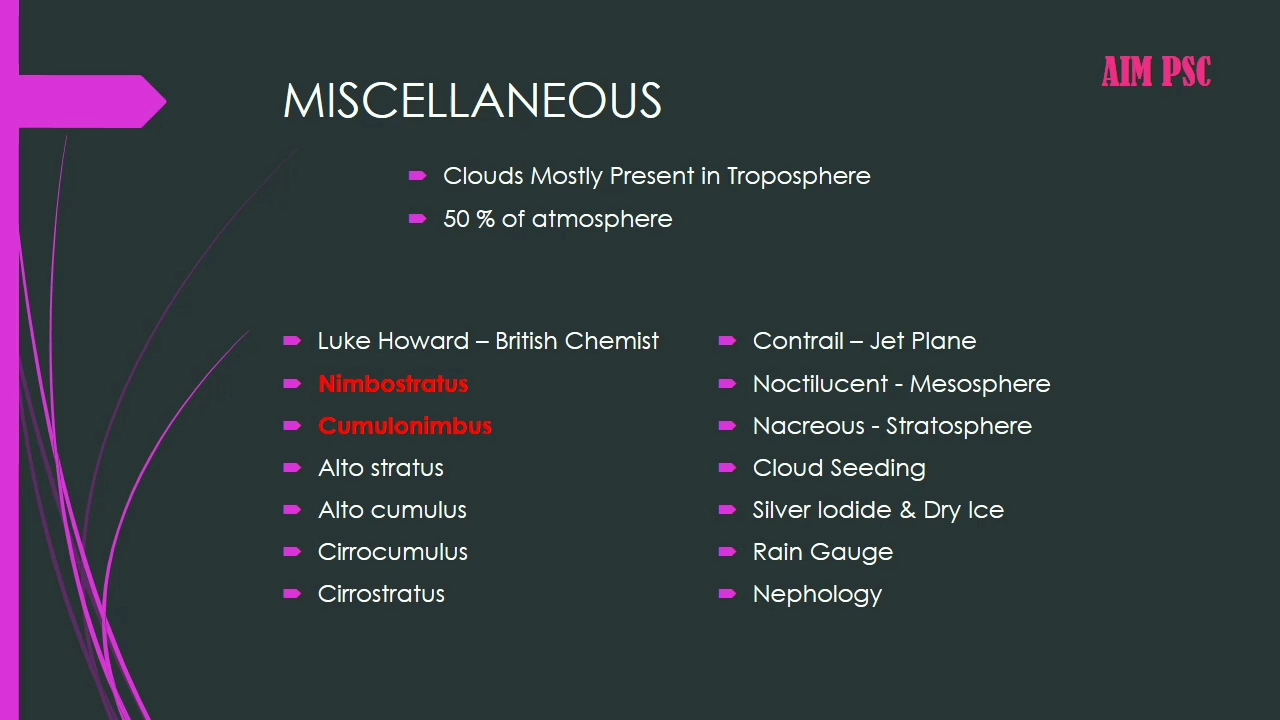 AIM PSC
MISCELLANEOUS
Clouds Mostly Present in Troposphere
50 % of atmosphere
Luke Howard – British Chemist
Nimbostratus
Cumulonimbus
Alto stratus
Alto cumulus
Cirrocumulus
Cirrostratus
Contrail – Jet Plane
Noctilucent - Mesosphere
Nacreous - Stratosphere
Cloud Seeding
Silver Iodide & Dry Ice
Rain Gauge
Nephology